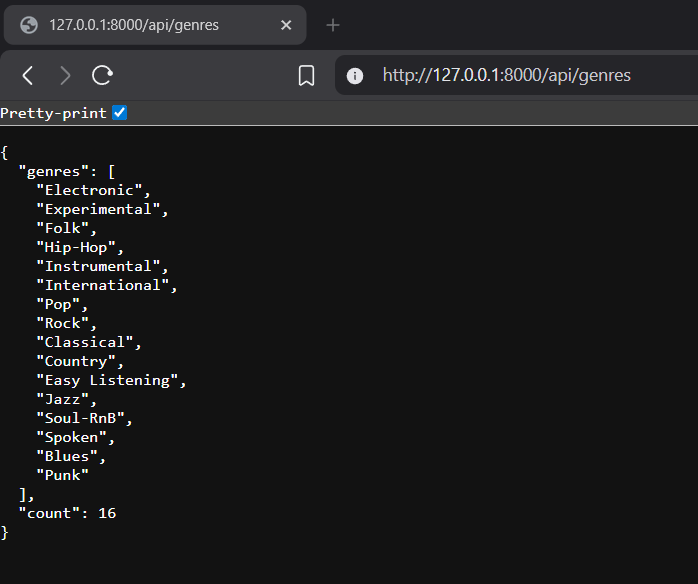 127.0.0.1:8000/api/genres
http://127.0.0.1:8000/api/genres
Pretty-print
{
  "genres": [
    "Electronic",
    "Experimental",
    "Folk",
    "Hip-Hop",
    "Instrumental",
    "International",
    "Pop",
    "Rock",
    "Classical",
    "Country",
    "Easy Listening",
    "Jazz",
    "Soul-RnB",
    "Spoken",
    "Blues",
    "Punk"
  ],
  "count": 16
}